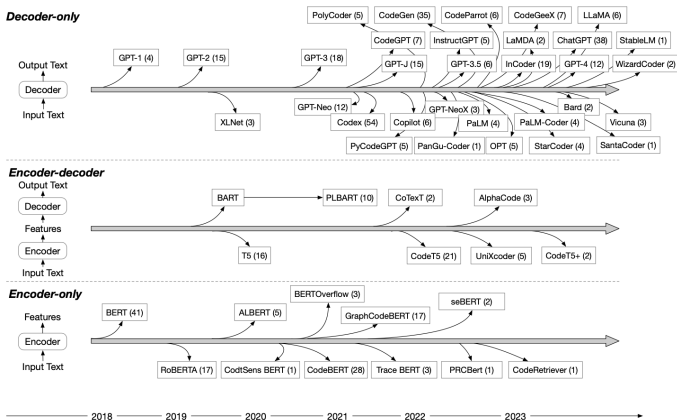 Decoder-only
PolyCoder (5)
CodeGen (35)
CodeParrot (6)
CodeGeeX (7)
LLaMA (6)
CodeGPT (7)
InstructGPT (5)
LaMDA (2)
ChatGPT (38)
StableLM (1)
GPT-1 (4)
GPT-2 (15)
GPT-3 (18)
GPT-J (15)
GPT-3.5 (6)
InCoder (19)
GPT-4 (12)
WizardCoder (2)
Output Text
Decoder
Input Text
XLNet (3)
GPT-Neo (12)
GPT-NeoX (3)
Bard (2)
Codex (54)
Copilot (6)
PaLM (4)
PaLM-Coder (4)
Vicuna (3)
PyCodeGPT (5)
PanGu-Coder (1)
OPT (5)
StarCoder (4)
SantaCoder (1)
Encoder-decoder
Output Text
Decoder
Features
Encoder
Input Text
BART
PLBART (10)
CoTexT (2)
AlphaCode (3)
T5 (16)
CodeT5 (21)
UniXcoder (5)
CodeT5+ (2)
Encoder-only
BERTOverflow (3)
seBERT (2)
BERT (41)
ALBERT (5)
GraphCodeBERT (17)
Features
Encoder
Input Text
RoBERTA (17)
CodtSens BERT (1)
CodeBERT (28)
Trace BERT (3)
PRCBert (1)
CodeRetriever (1)
2018
2019
2020
2021
2022
2023